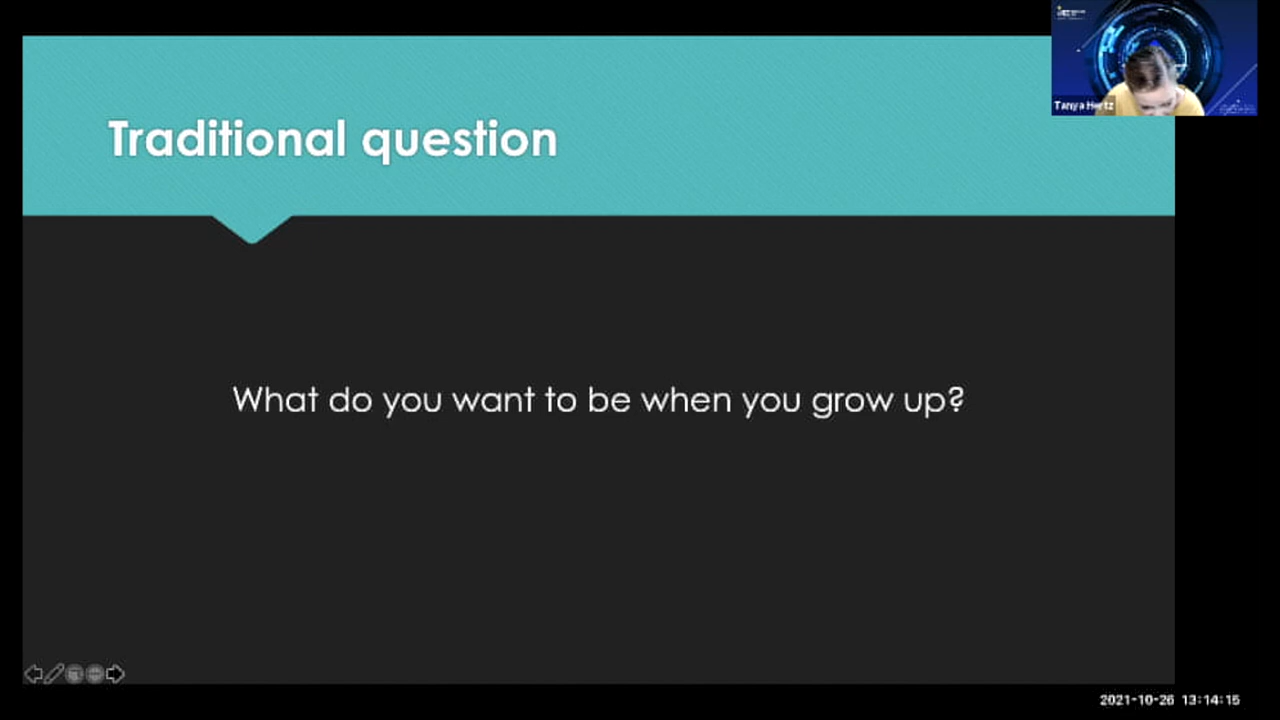 Traditional question
What do you want to be when you grow up?
Tanya Hertz
2021-10-26 13:14:15